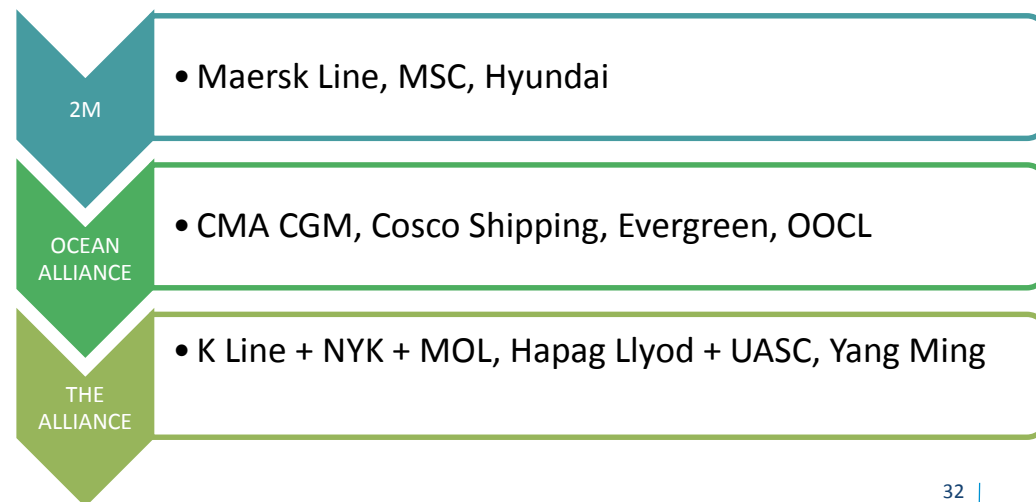 2M
• Maersk Line, MSC, Hyundai
OCEAN
ALLIANCE
• CMA CGM, Cosco Shipping, Evergreen, OOCL
THE
ALLIANCE
• K Line + NYK + MOL, Hapag Llyod + UASC, Yang Ming
32 |